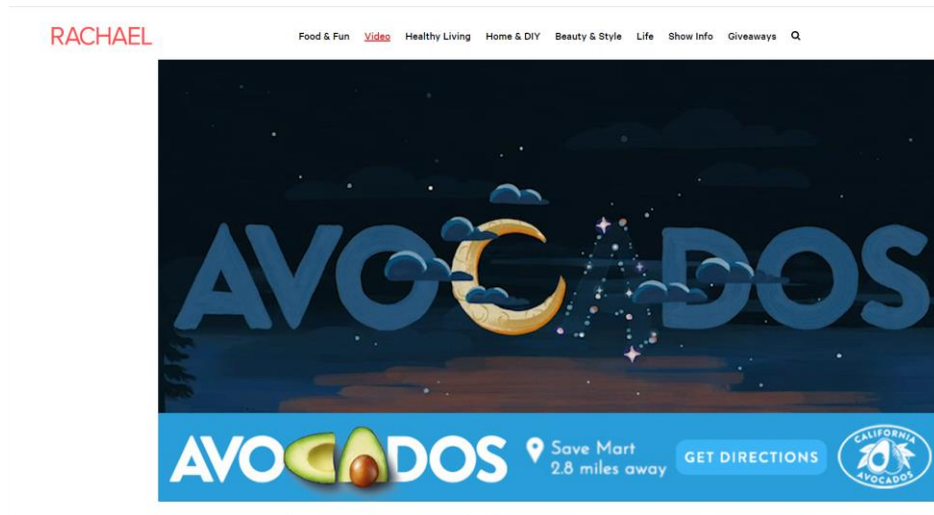 RACHAEL
Food & Fun Video Healthy Living Home & DIY Beauty & Style Life Show Info Giveaways
AVOCADOS
AVOCADOS
Save Mart
2.8 miles away
GET DIRECTIONS
CALIFORNIA
AVOCADOS